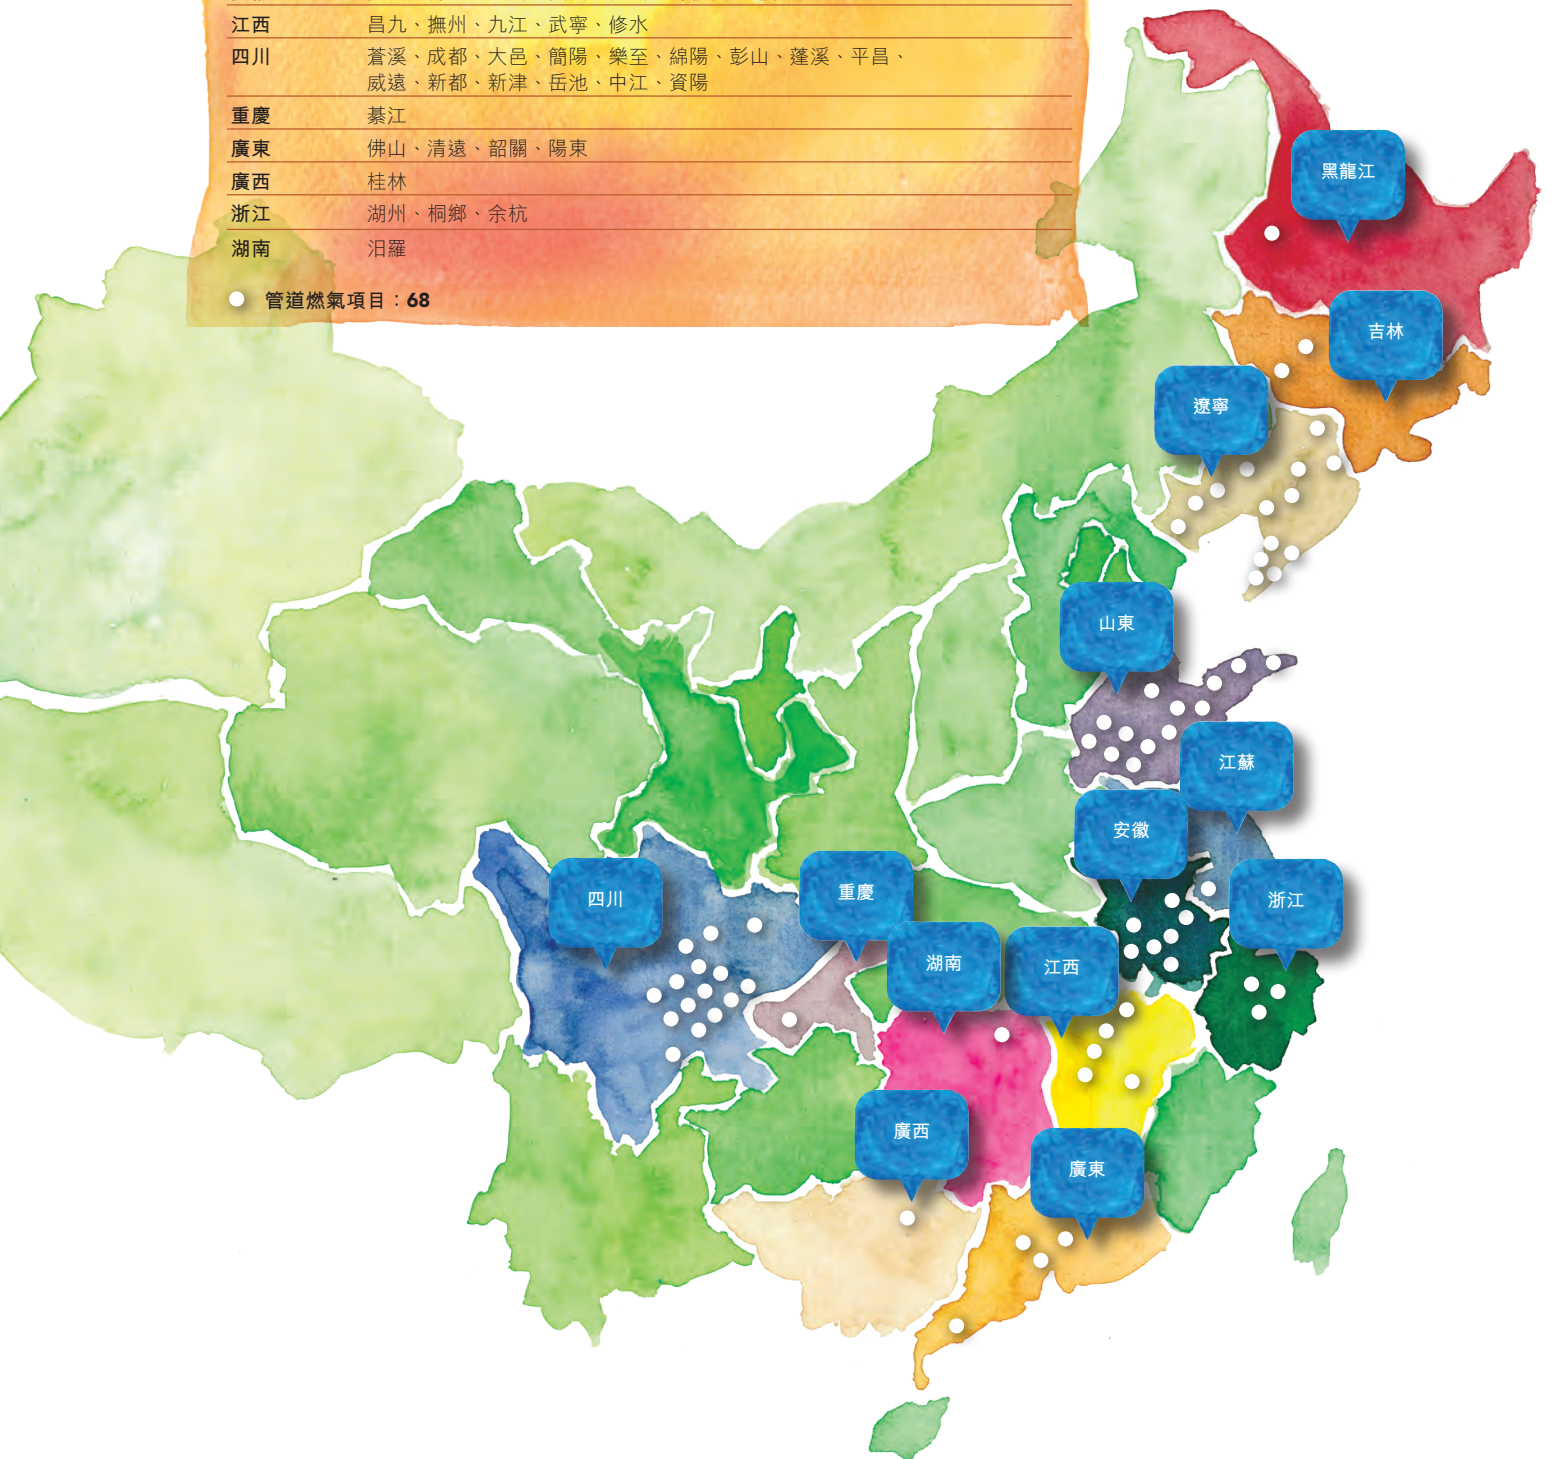 江西 昌九、撫州、九江、武寧、修水
四川 蒼溪、成都、大邑、簡陽、樂至、綿陽、彭山、蓬溪、平昌、
威遠、新都、新津、岳池、中江、資陽
重慶 綦江
廣東 佛山、清遠、韶關、陽東
廣西 桂林
浙江 湖州、桐鄉、余杭
湖南 汨羅
管道燃氣項目：68
黑龍江
吉林
遼寧
山東
江蘇
安徽
四川
重慶
浙江
湖南
江西
廣西
廣東